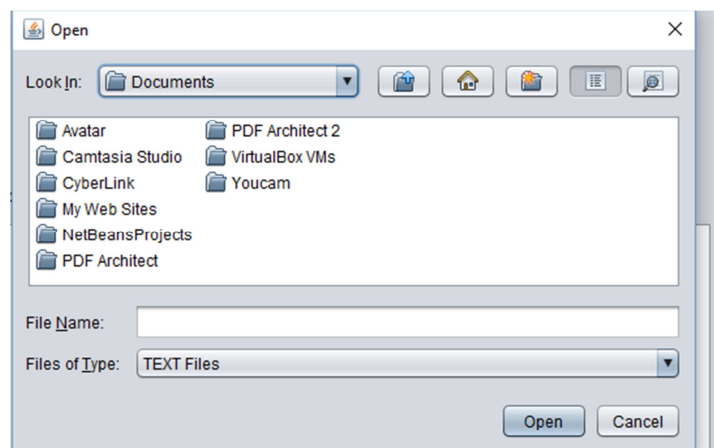 Open
Look In: Documents
Avatar PDF Architect 2
Camtasia Studio VirtualBox VMs
CyberLink Youcam
My Web Sites
NetBeansProjects
PDF Architect
File Name:
Files of Type: TEXT Files
Open Cancel